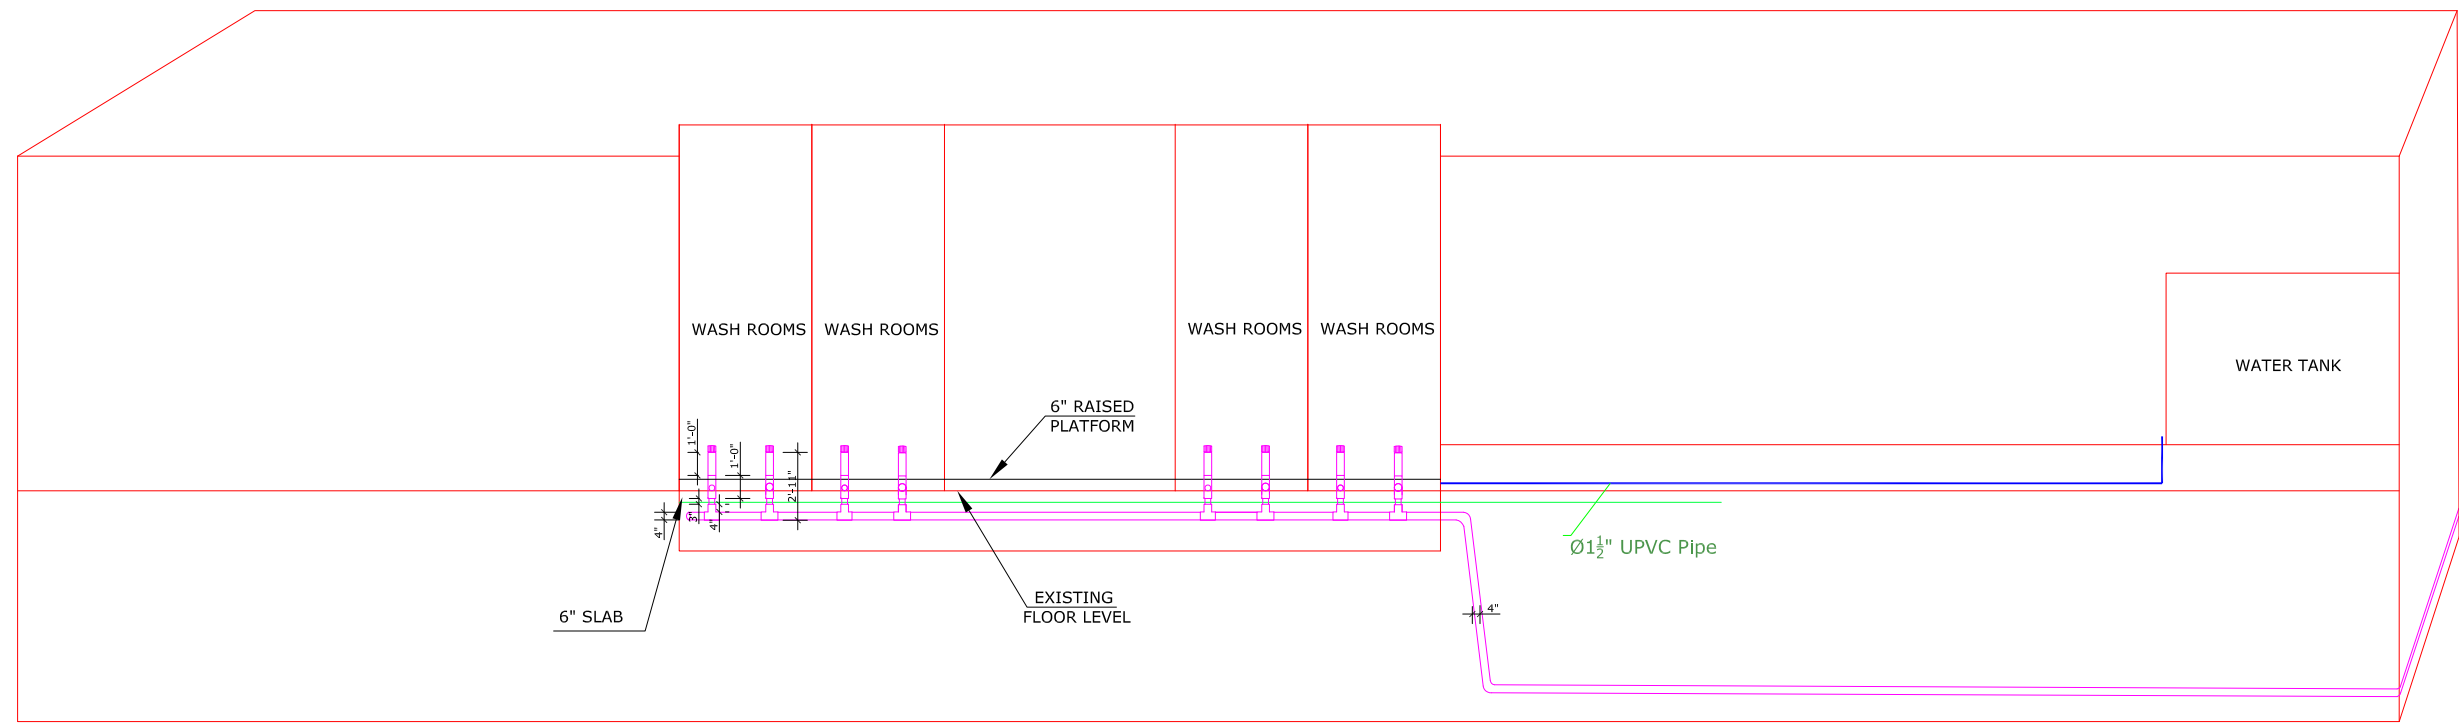 WASH ROOMS
WASH ROOMS
WASH ROOMS
WASH ROOMS
WATER TANK
6" RAISED
PLATFORM
1'-0"
1'-0"
2'-11"
3"
4"
4"
Ø1½" UPVC Pipe
EXISTING
FLOOR LEVEL
6" SLAB
4"